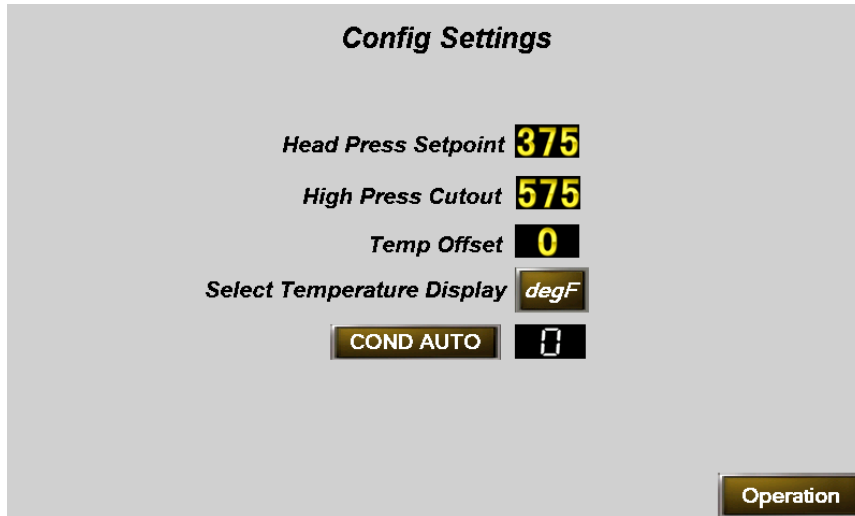 Config Settings
Head Press Setpoint 375
High Press Cutout 575
Temp Offset 0
Select Temperature Display degF
COND AUTO 0
Operation